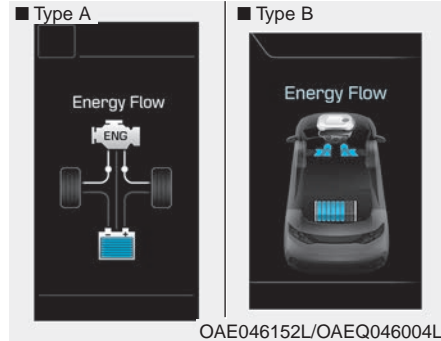 ■ Type A
■ Type B
Energy Flow
ENG
- +
Energy Flow
OAE046152L/OAEQ046004L